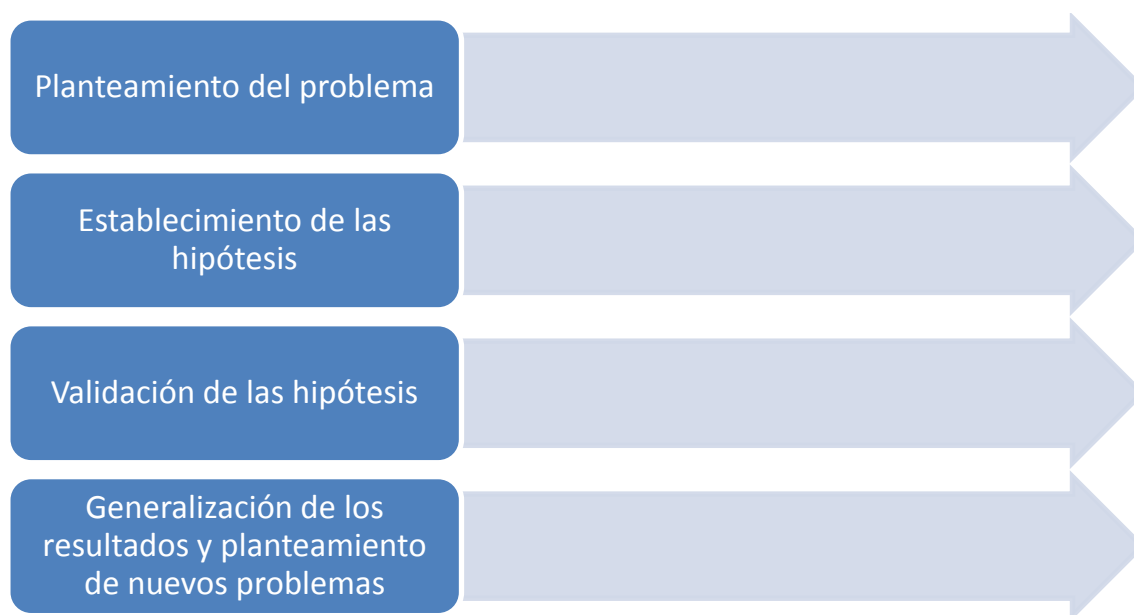 Planteamiento del problema
Establecimiento de las
hipótesis
Validación de las hipótesis
Generalización de los
resultados y planteamiento
de nuevos problemas